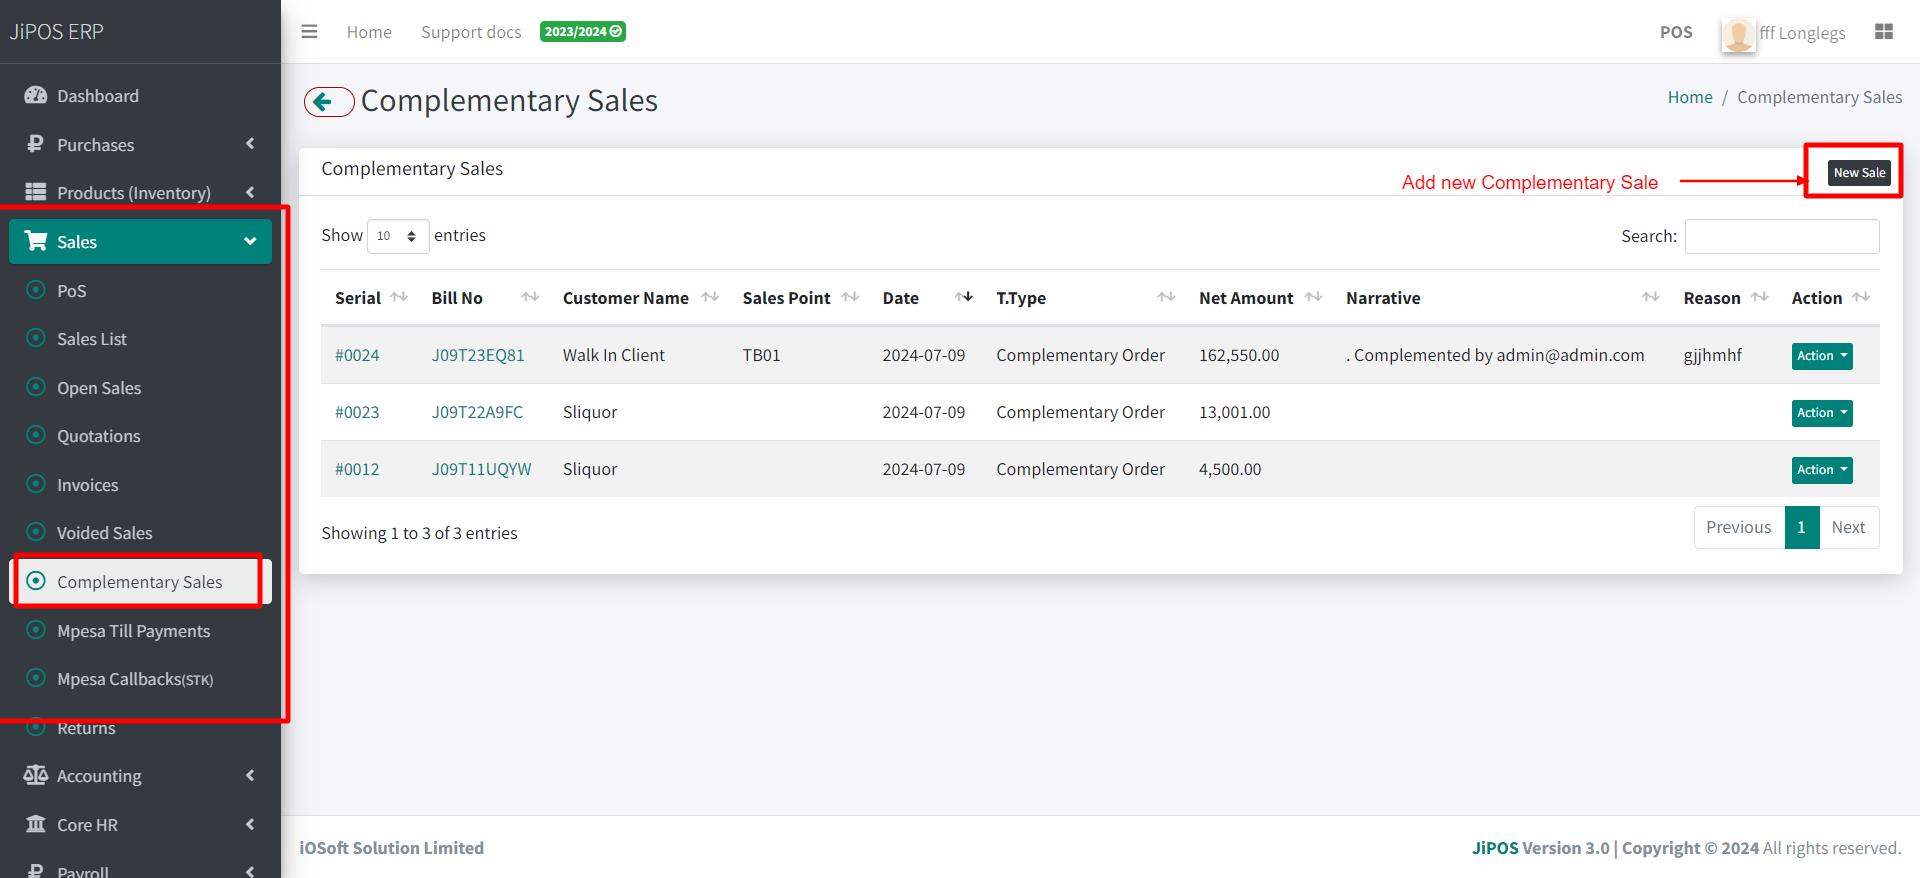 JiPOS ERP
Home
Support docs
2023/2024
POS
fff Longlegs
Dashboard
Purchases
Products (Inventory)
Sales
PoS
Sales List
Open Sales
Quotations
Invoices
Voided Sales
Complementary Sales
Mpesa Till Payments
Mpesa Callbacks(STK)
Returns
Accounting
Core HR
Payroll
Complementary Sales
Home / Complementary Sales
Complementary Sales
Add new Complementary Sale
New Sale
Show 10 entries
Search:
Serial Bill No Customer Name Sales Point Date T.Type Net Amount Narrative Reason Action
#0024 J09T23EQ81 Walk In Client TB01 2024-07-09 Complementary Order 162,550.00 . Complemented by admin@admin.com gjjhmhf Action
#0023 J09T22A9FC Sliquor 2024-07-09 Complementary Order 13,001.00 Action
#0012 J09T11UQYW Sliquor 2024-07-09 Complementary Order 4,500.00 Action
Showing 1 to 3 of 3 entries
Previous 1 Next
iOSoft Solution Limited
JiPOS Version 3.0 | Copyright © 2024 All rights reserved.